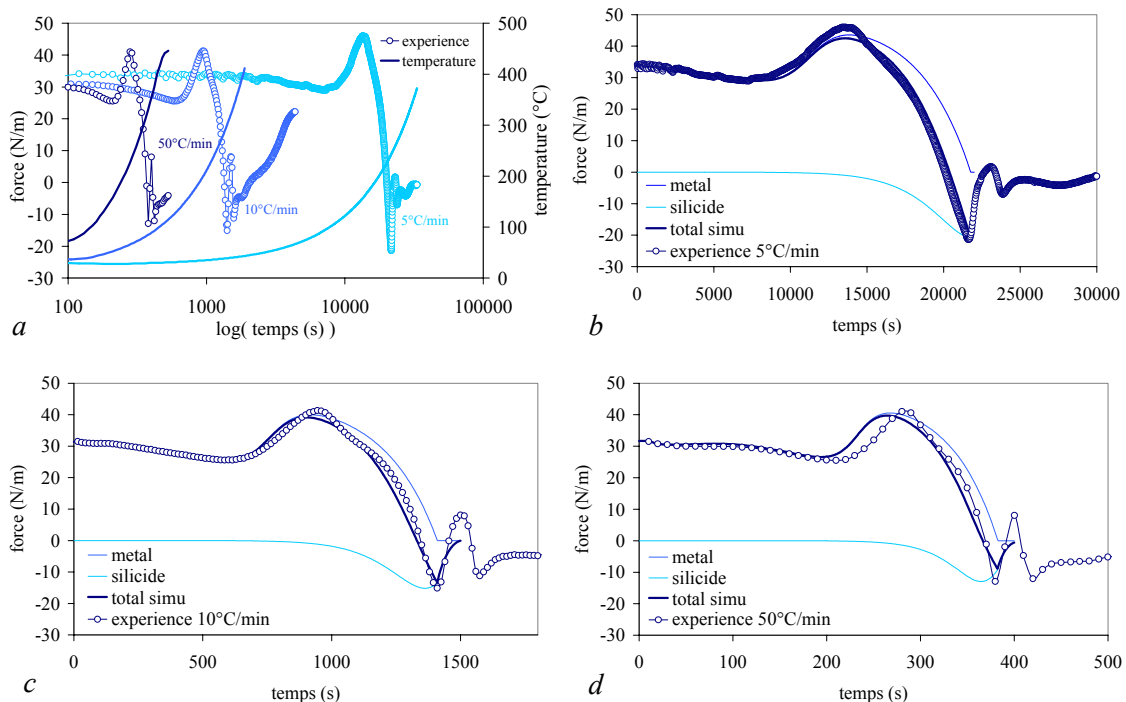 50
40
30
20
10
0
-10
-20
-30
force (N/m)
500
400
300
200
100
0
temperature (°C)
experience
temperature
50°C/min
10°C/min
5°C/min
100 1000 10000 100000
log( temps (s) )
a
50
40
30
20
10
0
-10
-20
-30
force (N/m)
metal
silicide
total simu
experience 5°C/min
0 5000 10000 15000 20000 25000 30000
temps (s)
b
50
40
30
20
10
0
-10
-20
-30
force (N/m)
metal
silicide
total simu
experience 10°C/min
0 500 1000 1500
temps (s)
c
50
40
30
20
10
0
-10
-20
-30
force (N/m)
metal
silicide
total simu
experience 50°C/min
0 100 200 300 400 500
temps (s)
d